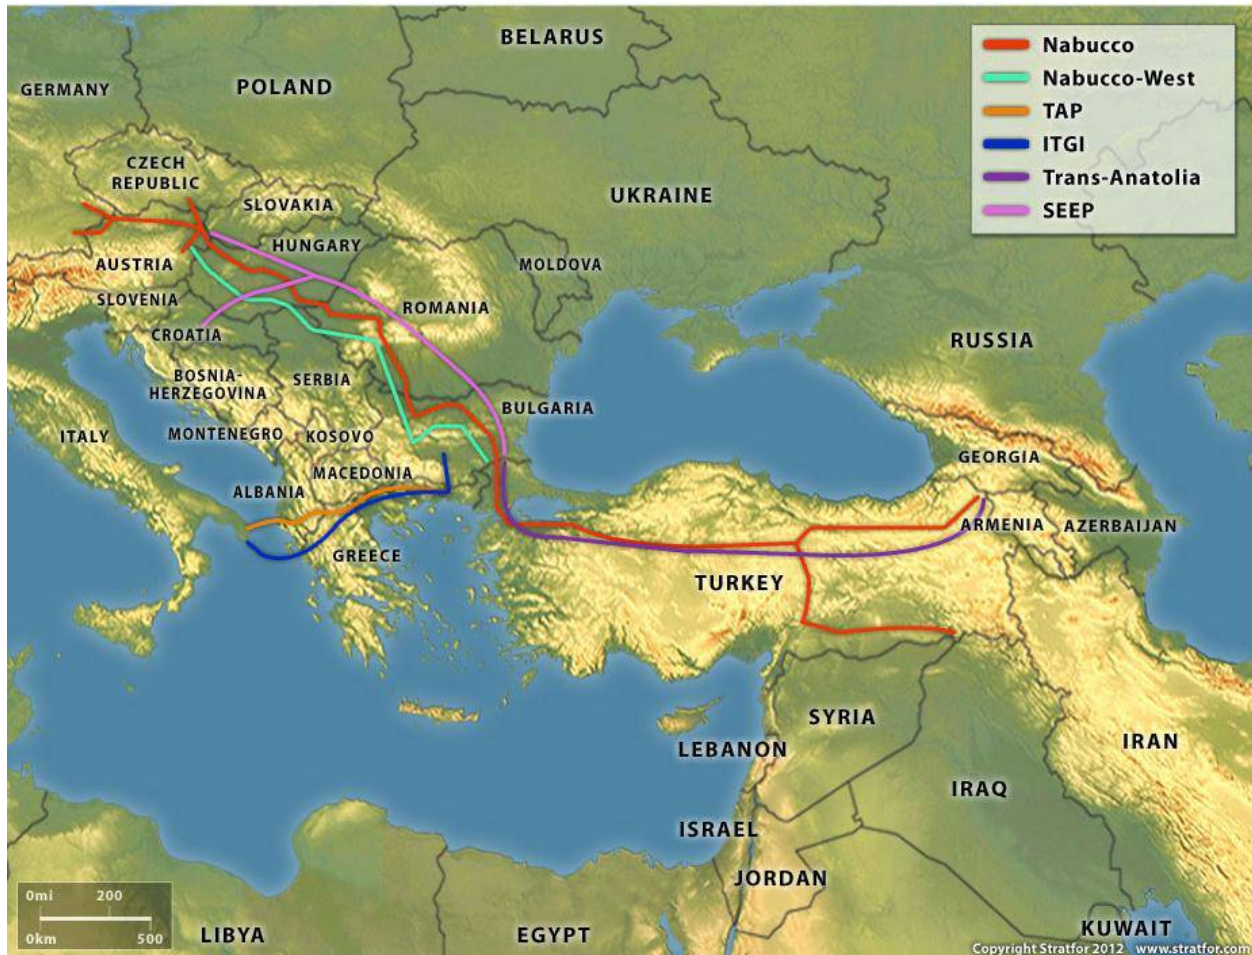 BELARUS
POLAND
GERMANY
CZECH
REPUBLIC
SLOVAKIA
UKRAINE
HUNGARY
AUSTRIA
MOLDOVA
SLOVENIA
ROMANIA
CROATIA
RUSSIA
BOSNIA-
HERZEGOVINA
SERBIA
BULGARIA
ITALY
MONTENEGRO
KOSOVO
GEORGIA
MACEDONIA
ALBANIA
ARMENIA
AZERBAIJAN
GREECE
TURKEY
SYRIA
LEBANON
IRAN
IRAQ
ISRAEL
JORDAN
KUWAIT
LIBYA
EGYPT
Nabucco
Nabucco-West
TAP
ITGI
Trans-Anatolia
SEEP
0mi 200
0km 500
Copyright Stratfor 2012 www.stratfor.com